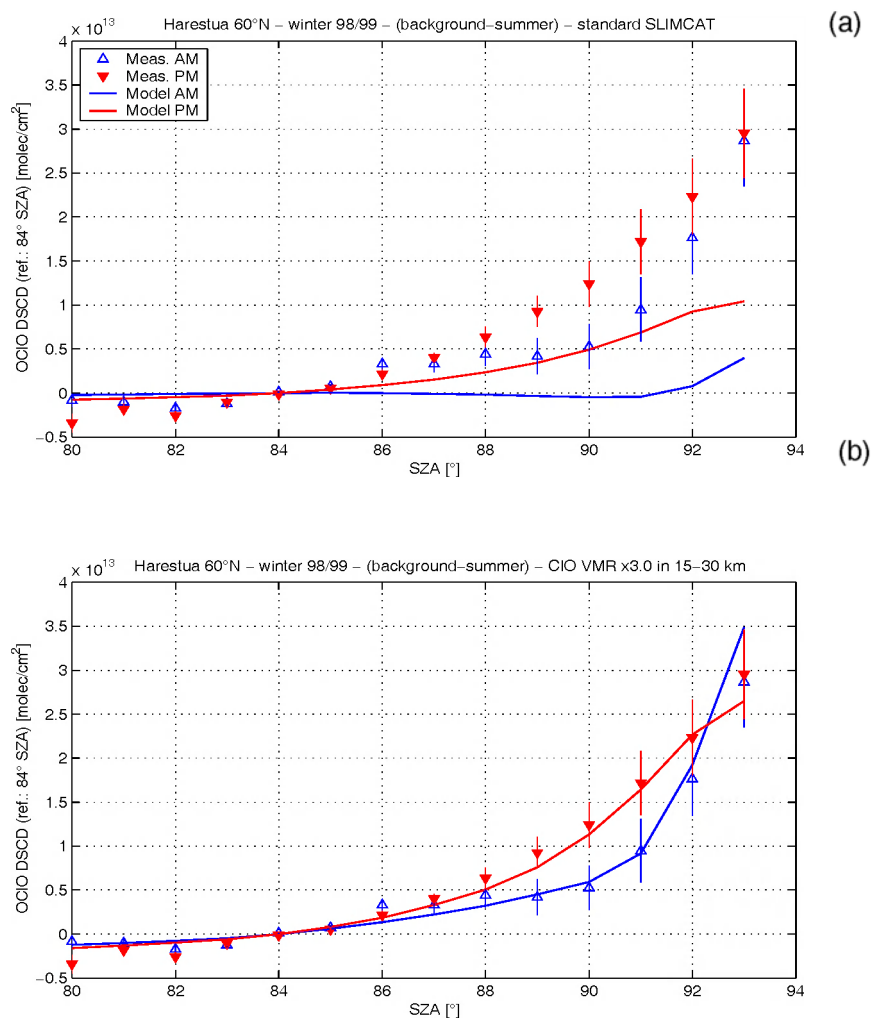 (a)
Harestua 60°N − winter 98/99 − (background−summer) − standard SLIMCAT
x 10^13
4
3.5
3
2.5
2
1.5
1
0.5
0
−0.5
OClO DSCD (ref.: 84° SZA) [molec/cm²]
Meas. AM
Meas. PM
Model AM
Model PM
80 82 84 86 88 90 92 94
SZA [°]
(b)
Harestua 60°N − winter 98/99 − (background−summer) − ClO VMR x3.0 in 15−30 km
x 10^13
4
3.5
3
2.5
2
1.5
1
0.5
0
−0.5
OClO DSCD (ref.: 84° SZA) [molec/cm²]
80 82 84 86 88 90 92 94
SZA [°]